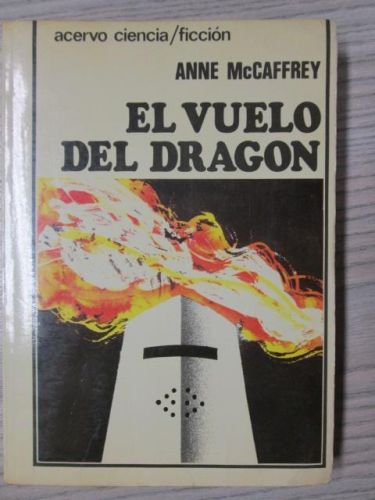 acervo ciencia/ficción
ANNE McCAFFREY
EL VUELO
DEL DRAGON